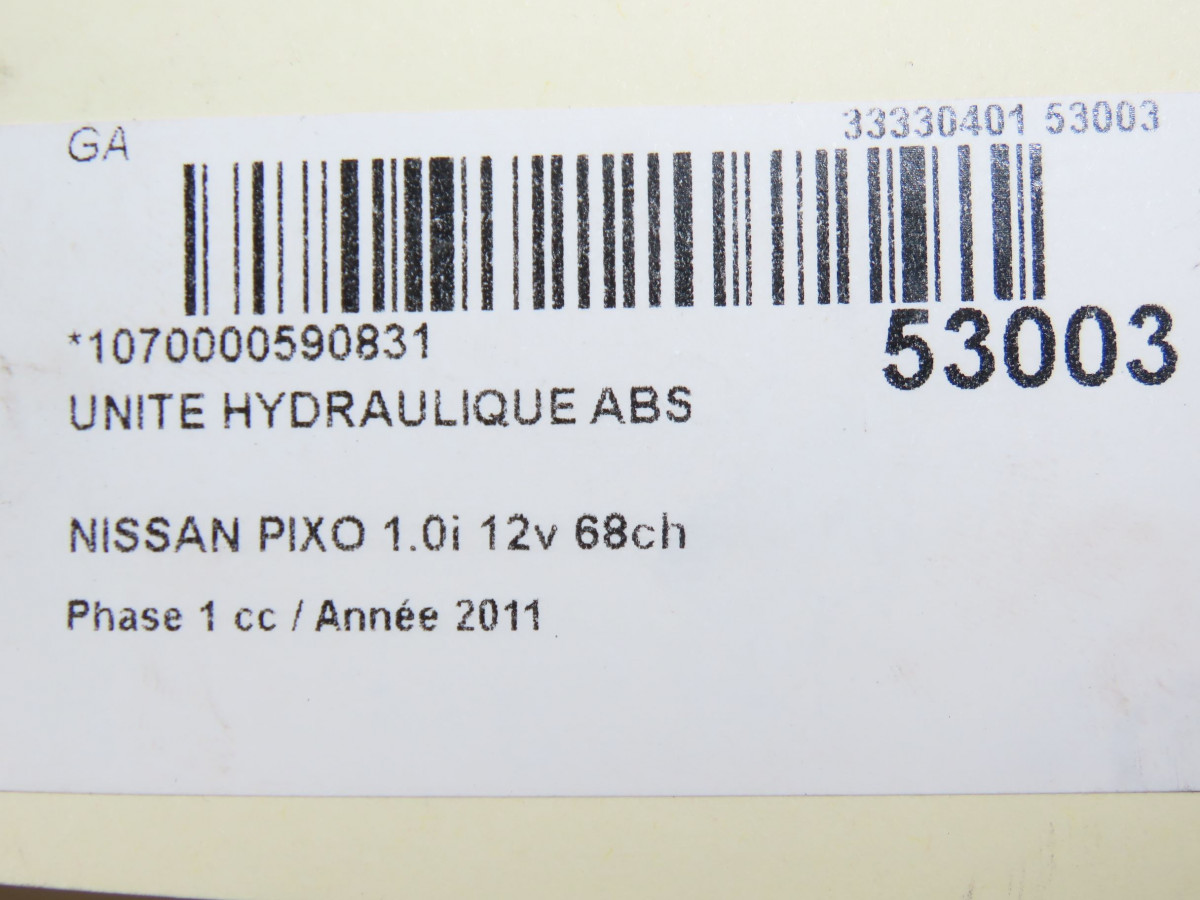 GA
33330401 53003
*1070000590831
53003
UNITE HYDRAULIQUE ABS
NISSAN PIXO 1.0i 12v 68ch
Phase 1 cc / Année 2011